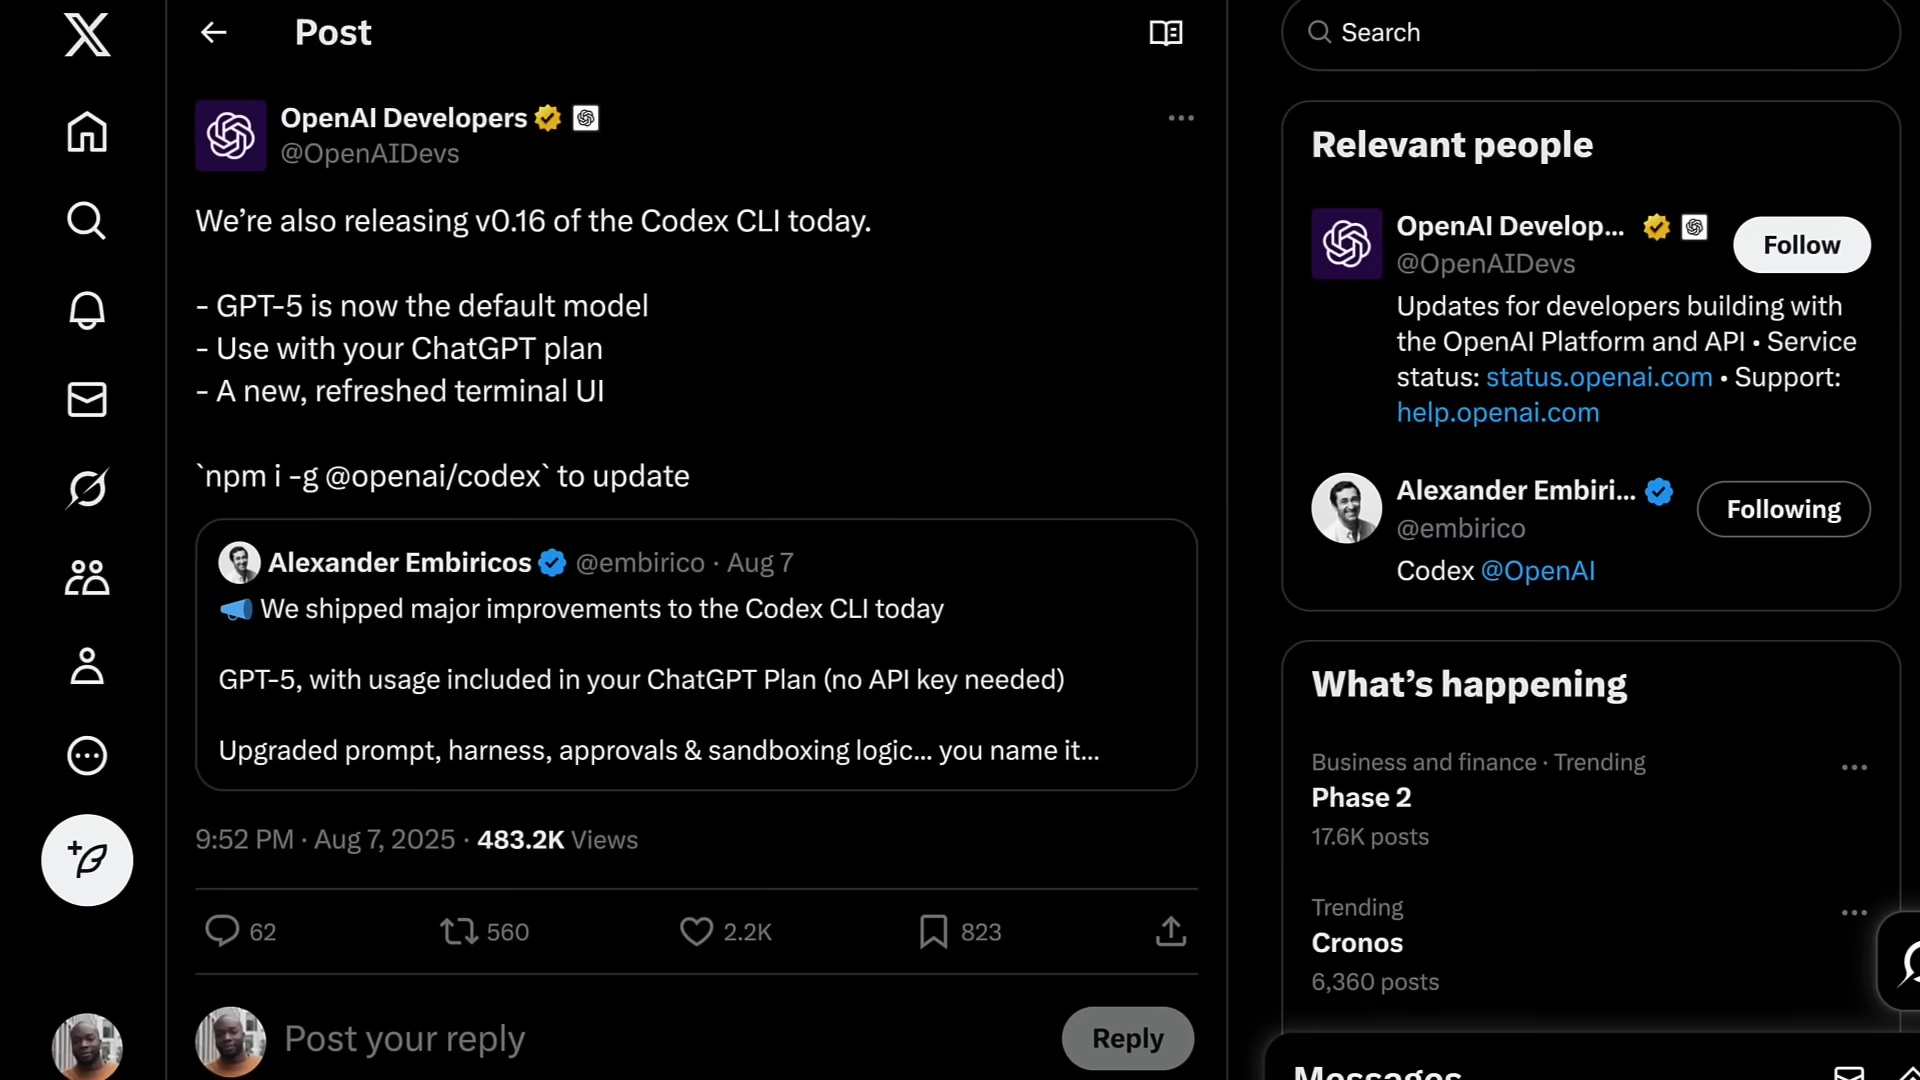 Post
OpenAI Developers
@OpenAIDevs
We’re also releasing v0.16 of the Codex CLI today.
- GPT-5 is now the default model
- Use with your ChatGPT plan
- A new, refreshed terminal UI
`npm i -g @openai/codex` to update
Alexander Embiricos @embirico · Aug 7
We shipped major improvements to the Codex CLI today
GPT-5, with usage included in your ChatGPT Plan (no API key needed)
Upgraded prompt, harness, approvals & sandboxing logic... you name it...
9:52 PM · Aug 7, 2025 · 483.2K Views
62 560 2.2K 823
Post your reply
Reply
Search
Relevant people
OpenAI Develop...
Follow
@OpenAIDevs
Updates for developers building with
the OpenAI Platform and API • Service
status: status.openai.com • Support:
help.openai.com
Alexander Embiri...
Following
@embirico
Codex @OpenAI
What’s happening
Business and finance · Trending
Phase 2
17.6K posts
Trending
Cronos
6,360 posts
Messages